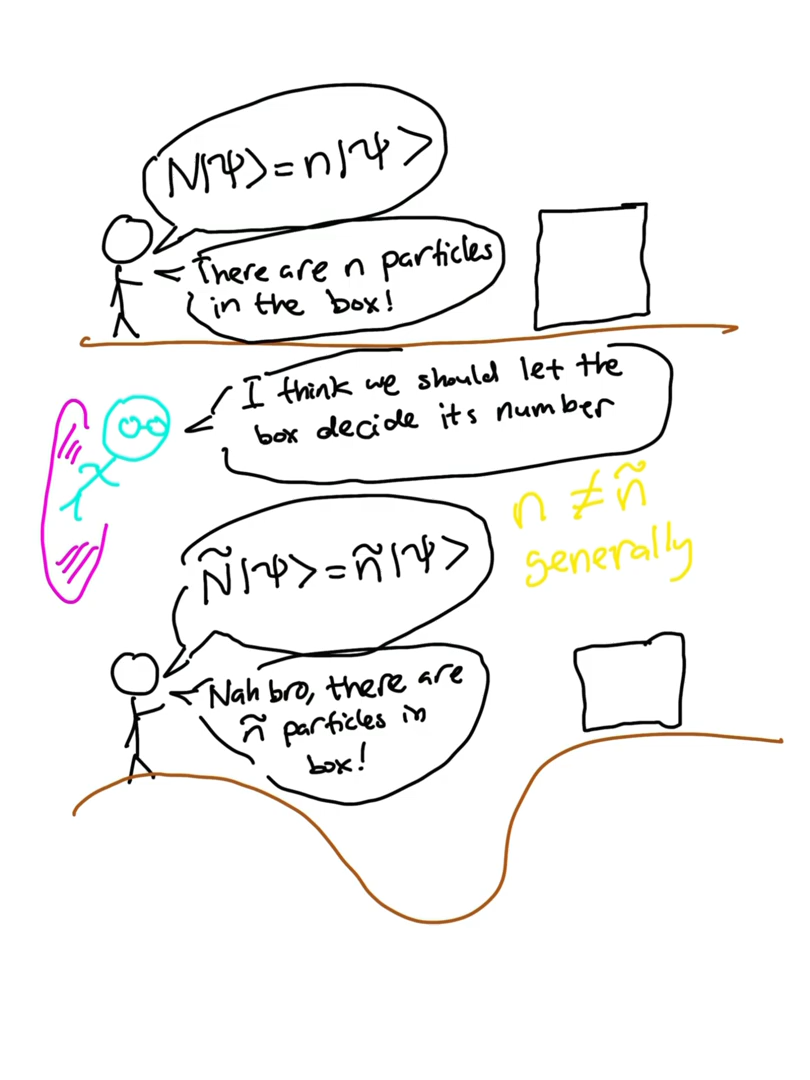 N|Ψ> = n|Ψ>
There are n particles
in the box!
I think we should let the
box decide its number
n ≠ ñ
generally
Ñ|Ψ> = ñ|Ψ>
Nah bro, there are
ñ particles in
box!